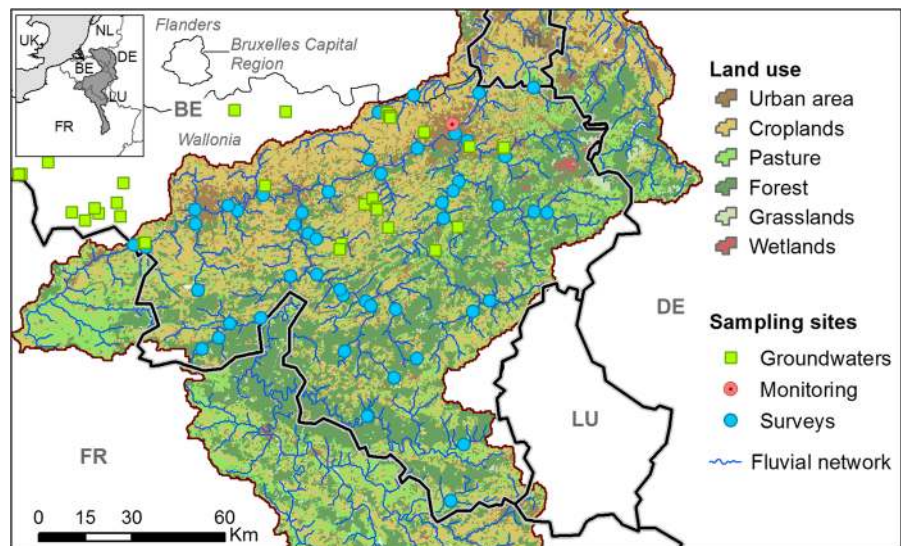 NL
UK
DE
BE
LU
FR
Flanders
Bruxelles Capital
Region
NL
BE
Wallonia
DE
LU
FR
0 15 30 60
Km
Land use
Urban area
Croplands
Pasture
Forest
Grasslands
Wetlands
Sampling sites
Groundwaters
Monitoring
Surveys
Fluvial network